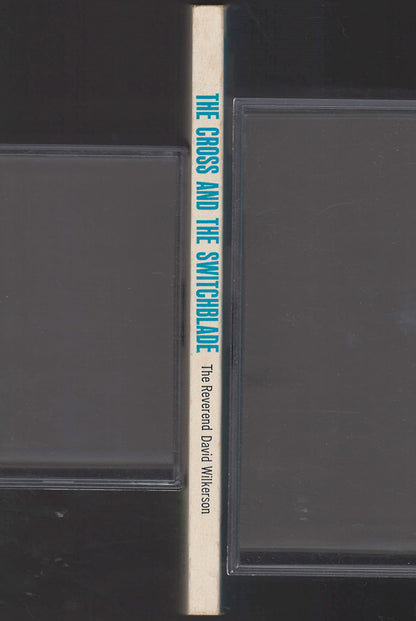 THE CROSS AND THE SWITCHBLADE
The Reverend David Wilkerson